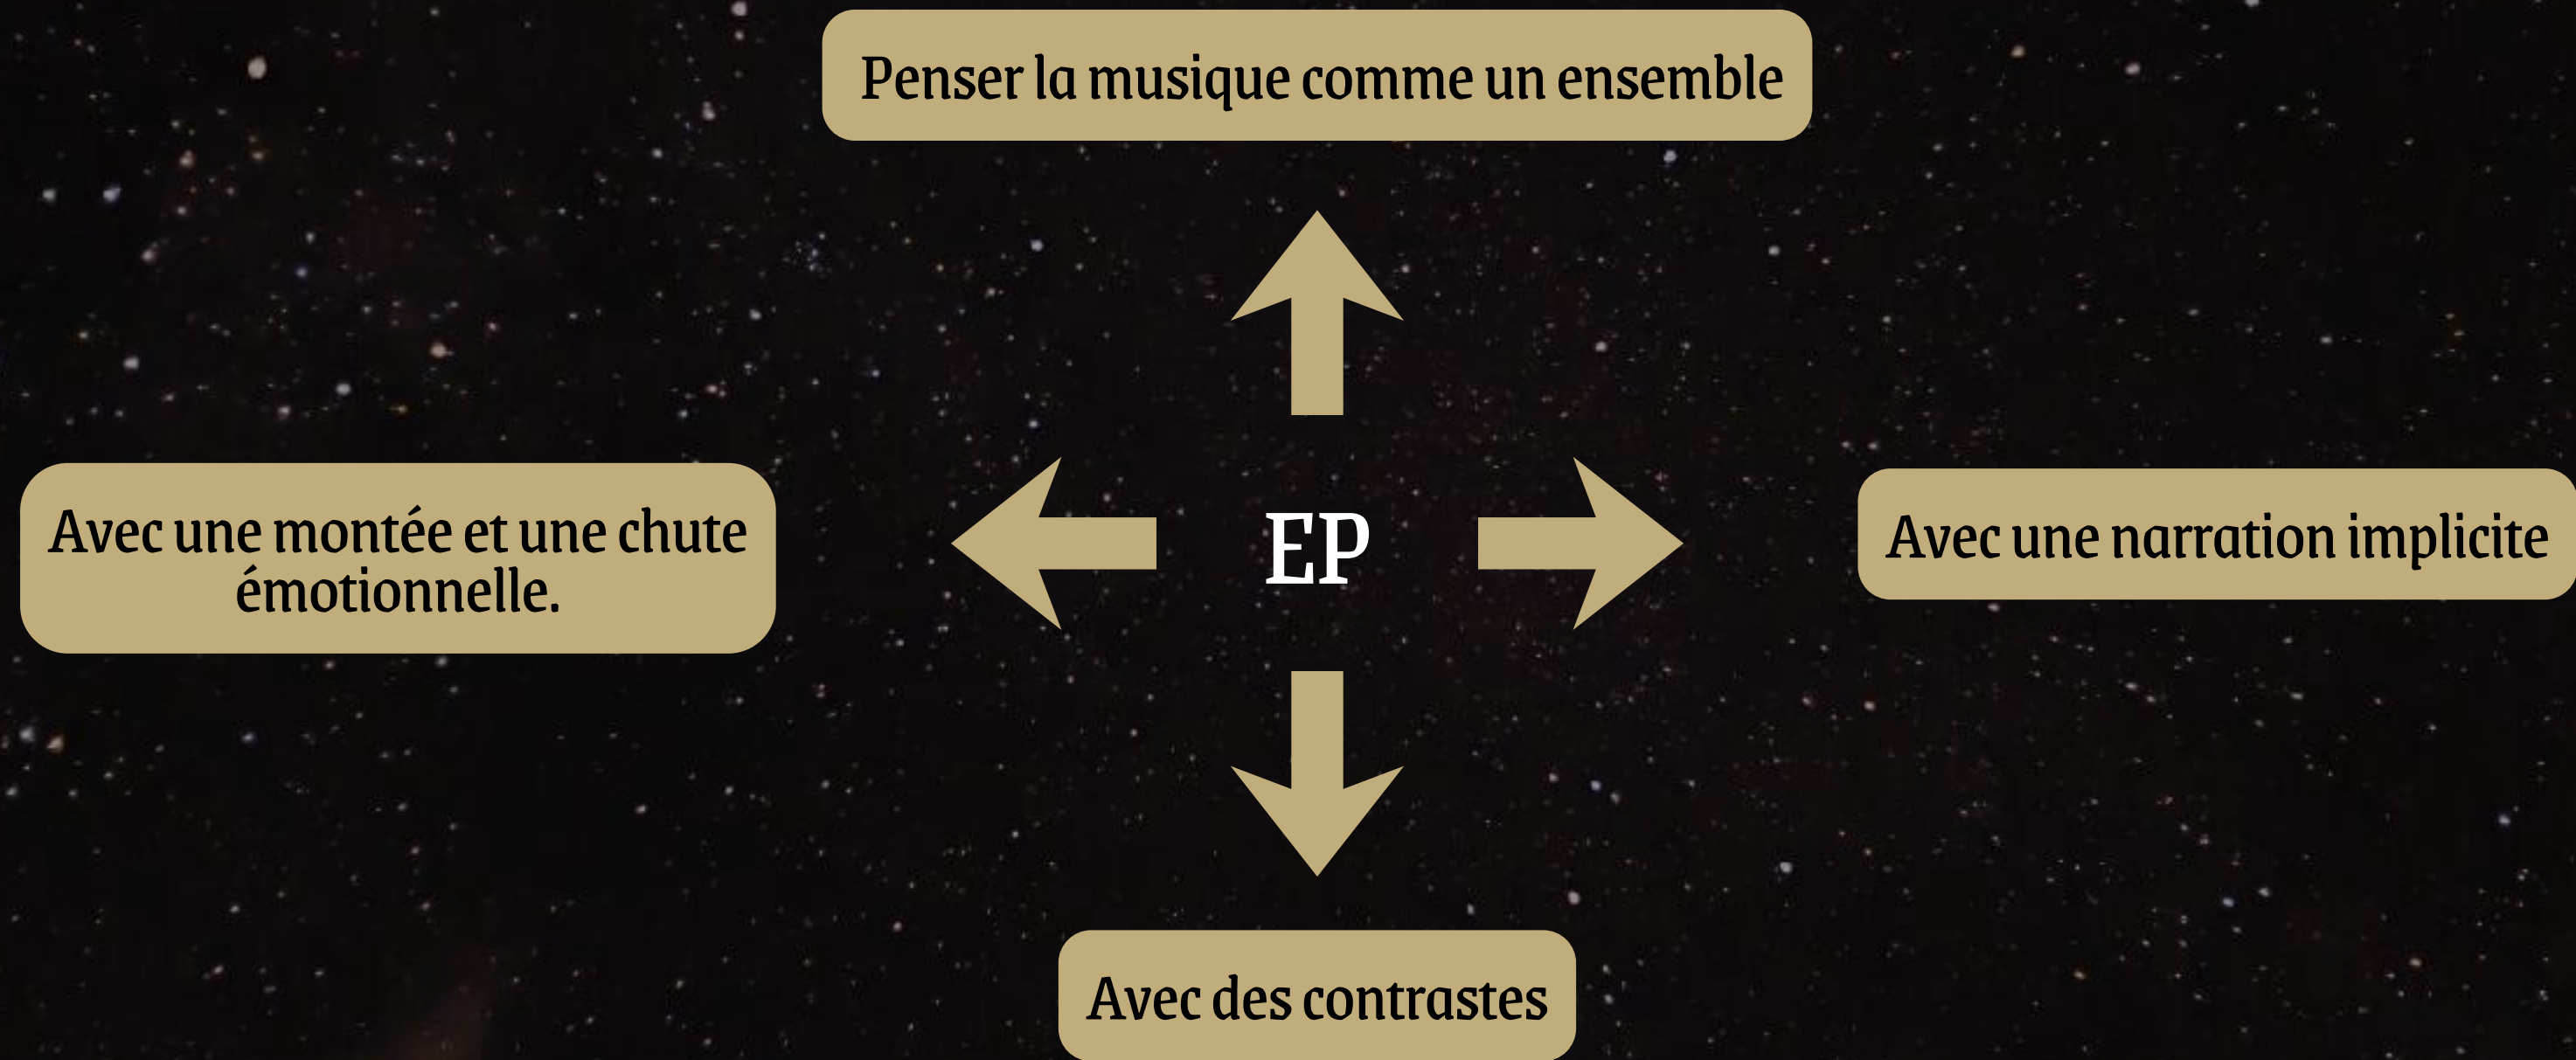 Penser la musique comme un ensemble
Avec une montée et une chute
émotionnelle.
EP
Avec une narration implicite
Avec des contrastes